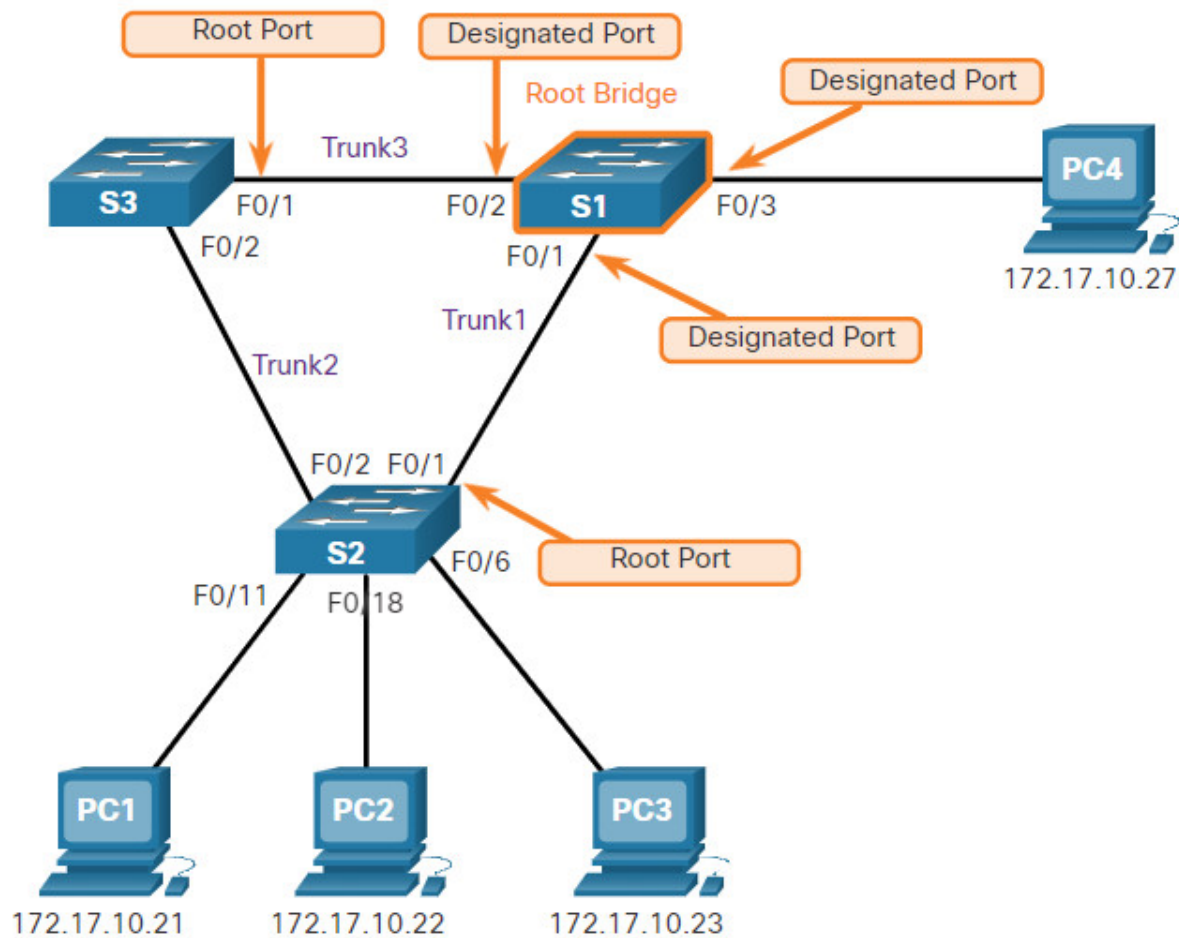 Root Port
Designated Port
Root Bridge
Designated Port
Trunk3
PC4
S3
F0/1
F0/2
S1
F0/3
F0/2
F0/1
172.17.10.27
Trunk1
Designated Port
Trunk2
F0/2
F0/1
S2
F0/6
Root Port
F0/11
F0/18
PC1
PC2
PC3
172.17.10.21
172.17.10.22
172.17.10.23